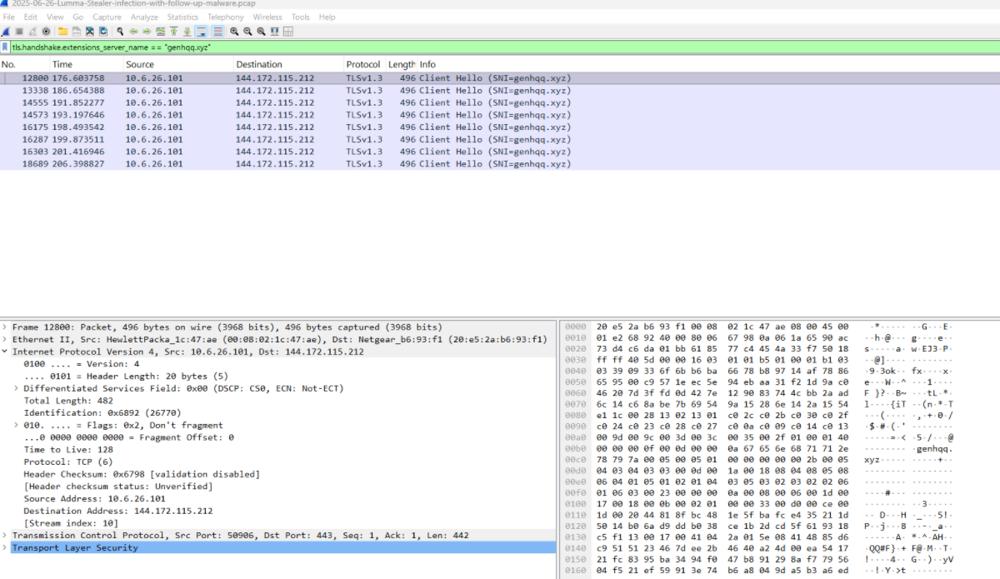 2025-06-26-Lumma-Stealer-infection-with-follow-up-malware.pcap
File Edit View Go Capture Analyze Statistics Telephony Wireless Tools Help
tls.handshake.extensions_server_name == "genhqq.xyz"
No. Time Source Destination Protocol Length Info
12800 176.603758 10.6.26.101 144.172.115.212 TLSv1.3 496 Client Hello (SNI=genhqq.xyz)
13338 186.654388 10.6.26.101 144.172.115.212 TLSv1.3 496 Client Hello (SNI=genhqq.xyz)
14555 191.852277 10.6.26.101 144.172.115.212 TLSv1.3 496 Client Hello (SNI=genhqq.xyz)
14573 193.197646 10.6.26.101 144.172.115.212 TLSv1.3 496 Client Hello (SNI=genhqq.xyz)
16175 198.493542 10.6.26.101 144.172.115.212 TLSv1.3 496 Client Hello (SNI=genhqq.xyz)
16287 199.873511 10.6.26.101 144.172.115.212 TLSv1.3 496 Client Hello (SNI=genhqq.xyz)
16303 201.416946 10.6.26.101 144.172.115.212 TLSv1.3 496 Client Hello (SNI=genhqq.xyz)
18689 206.398827 10.6.26.101 144.172.115.212 TLSv1.3 496 Client Hello (SNI=genhqq.xyz)
Frame 12800: Packet, 496 bytes on wire (3968 bits), 496 bytes captured (3968 bits)
Ethernet II, Src: HewlettPacka_1c:47:ae (00:08:02:1c:47:ae), Dst: Netgear_b6:93:f1 (20:e5:2a:b6:93:f1)
Internet Protocol Version 4, Src: 10.6.26.101, Dst: 144.172.115.212
0100 .... = Version: 4
.... 0101 = Header Length: 20 bytes (5)
Differentiated Services Field: 0x00 (DSCP: CS0, ECN: Not-ECT)
Total Length: 482
Identification: 0x6892 (26770)
010. .... = Flags: 0x2, Don't fragment
...0 0000 0000 0000 = Fragment Offset: 0
Time to Live: 128
Protocol: TCP (6)
Header Checksum: 0x6798 [validation disabled]
[Header checksum status: Unverified]
Source Address: 10.6.26.101
Destination Address: 144.172.115.212
[Stream index: 10]
Transmission Control Protocol, Src Port: 50906, Dst Port: 443, Seq: 1, Ack: 1, Len: 442
Transport Layer Security
0000 20 e5 2a b6 93 f1 00 08 02 1c 47 ae 08 00 45 00
0010 01 e2 68 92 40 00 80 06 67 98 0a 06 1a 65 90 ac
0020 73 d4 c6 da 01 bb 61 85 77 c4 45 4a 33 f7 50 18
0030 ff ff 40 5d 00 00 16 03 01 01 b5 01 00 01 b1 03
0040 03 39 09 33 6f 6b b6 ba 66 78 b8 97 14 af 78 86
0050 65 95 00 c9 57 1e ec 5e 94 eb aa 31 f2 1d 9a c0
0060 46 20 7d 3f fd 0d 42 7e 12 90 83 74 4c bb 2a ad
0070 6c 14 c6 8a be 7b 69 54 9a 15 28 6e 14 2a 15 54
0080 e1 1c 00 28 13 02 13 01 c0 2c c0 2b c0 30 c0 2f
0090 c0 24 c0 23 c0 28 c0 27 c0 0a c0 09 c0 14 c0 13
00a0 00 9d 00 9c 00 3d 00 3c 00 35 00 2f 01 00 01 40
00b0 00 00 00 0f 00 0d 00 00 0a 67 65 6e 68 71 71 2e genhqq.
00c0 78 79 7a 00 05 00 05 01 00 00 00 00 00 2b 00 05 xyz
00d0 04 03 04 03 03 00 0d 00 1a 00 18 08 04 08 05 08
00e0 06 04 01 05 01 02 01 04 03 05 03 02 03 02 02 06
00f0 01 06 03 00 23 00 00 00 0a 00 08 00 06 00 1d 00
0100 17 00 18 00 0b 00 02 01 00 00 33 00 d0 00 ce 00
0110 1d 00 20 44 81 8f bc 48 1e 5f ba fc e4 35 21 1d
0120 50 14 b0 6a d9 dd b0 38 ce 1b 2d cd 5f 61 93 18
0130 c5 f1 13 00 17 00 41 04 2a 01 5e 08 41 48 85 d6
0140 c9 51 51 23 46 7d ee 2b 46 40 a2 4d 00 ea 54 17
0150 21 fc 83 95 ba 34 94 f0 47 b8 91 29 8a f7 79 56
0160 04 f5 21 ef 59 91 3e 74 b6 a8 04 9d a5 b3 a6 ed